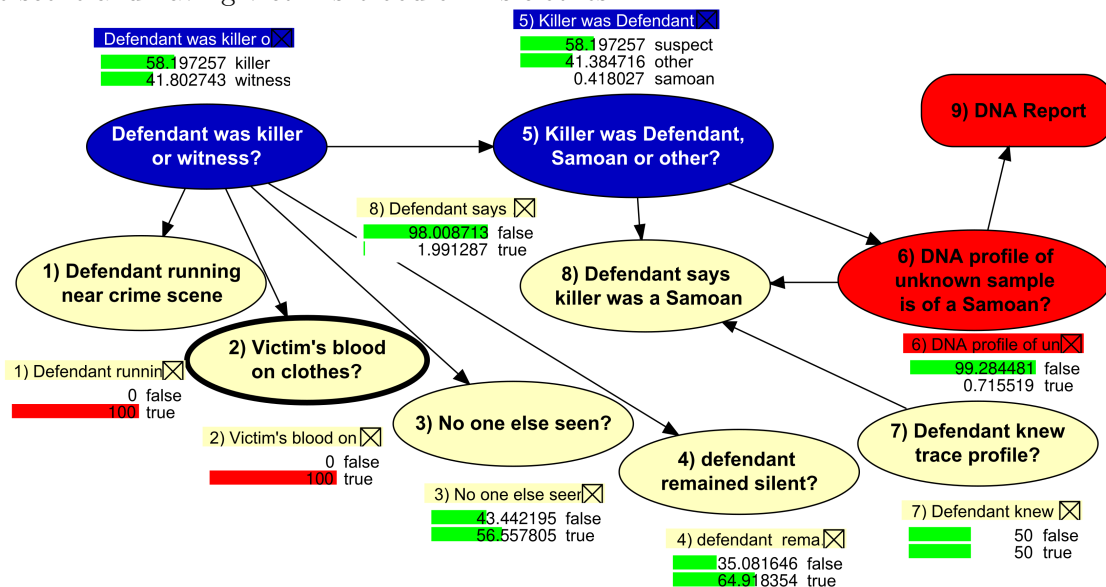 Defendant was killer o
58.197257 killer
41.802743 witness
5) Killer was Defendant
58.197257 suspect
41.384716 other
0.418027 samoan
9) DNA Report
Defendant was killer
or witness?
5) Killer was Defendant,
Samoan or other?
8) Defendant says
98.008713 false
1.991287 true
1) Defendant running
near crime scene
8) Defendant says
killer was a Samoan
6) DNA profile of
unknown sample
is of a Samoan?
2) Victim's blood
on clothes?
6) DNA profile of un
99.284481 false
0.715519 true
1) Defendant runnin
0 false
100 true
3) No one else seen?
7) Defendant knew
trace profile?
2) Victim's blood on
0 false
100 true
4) defendant
remained silent?
3) No one else seen
43.442195 false
56.557805 true
7) Defendant knew
50 false
50 true
4) defendant rema
35.081646 false
64.918354 true